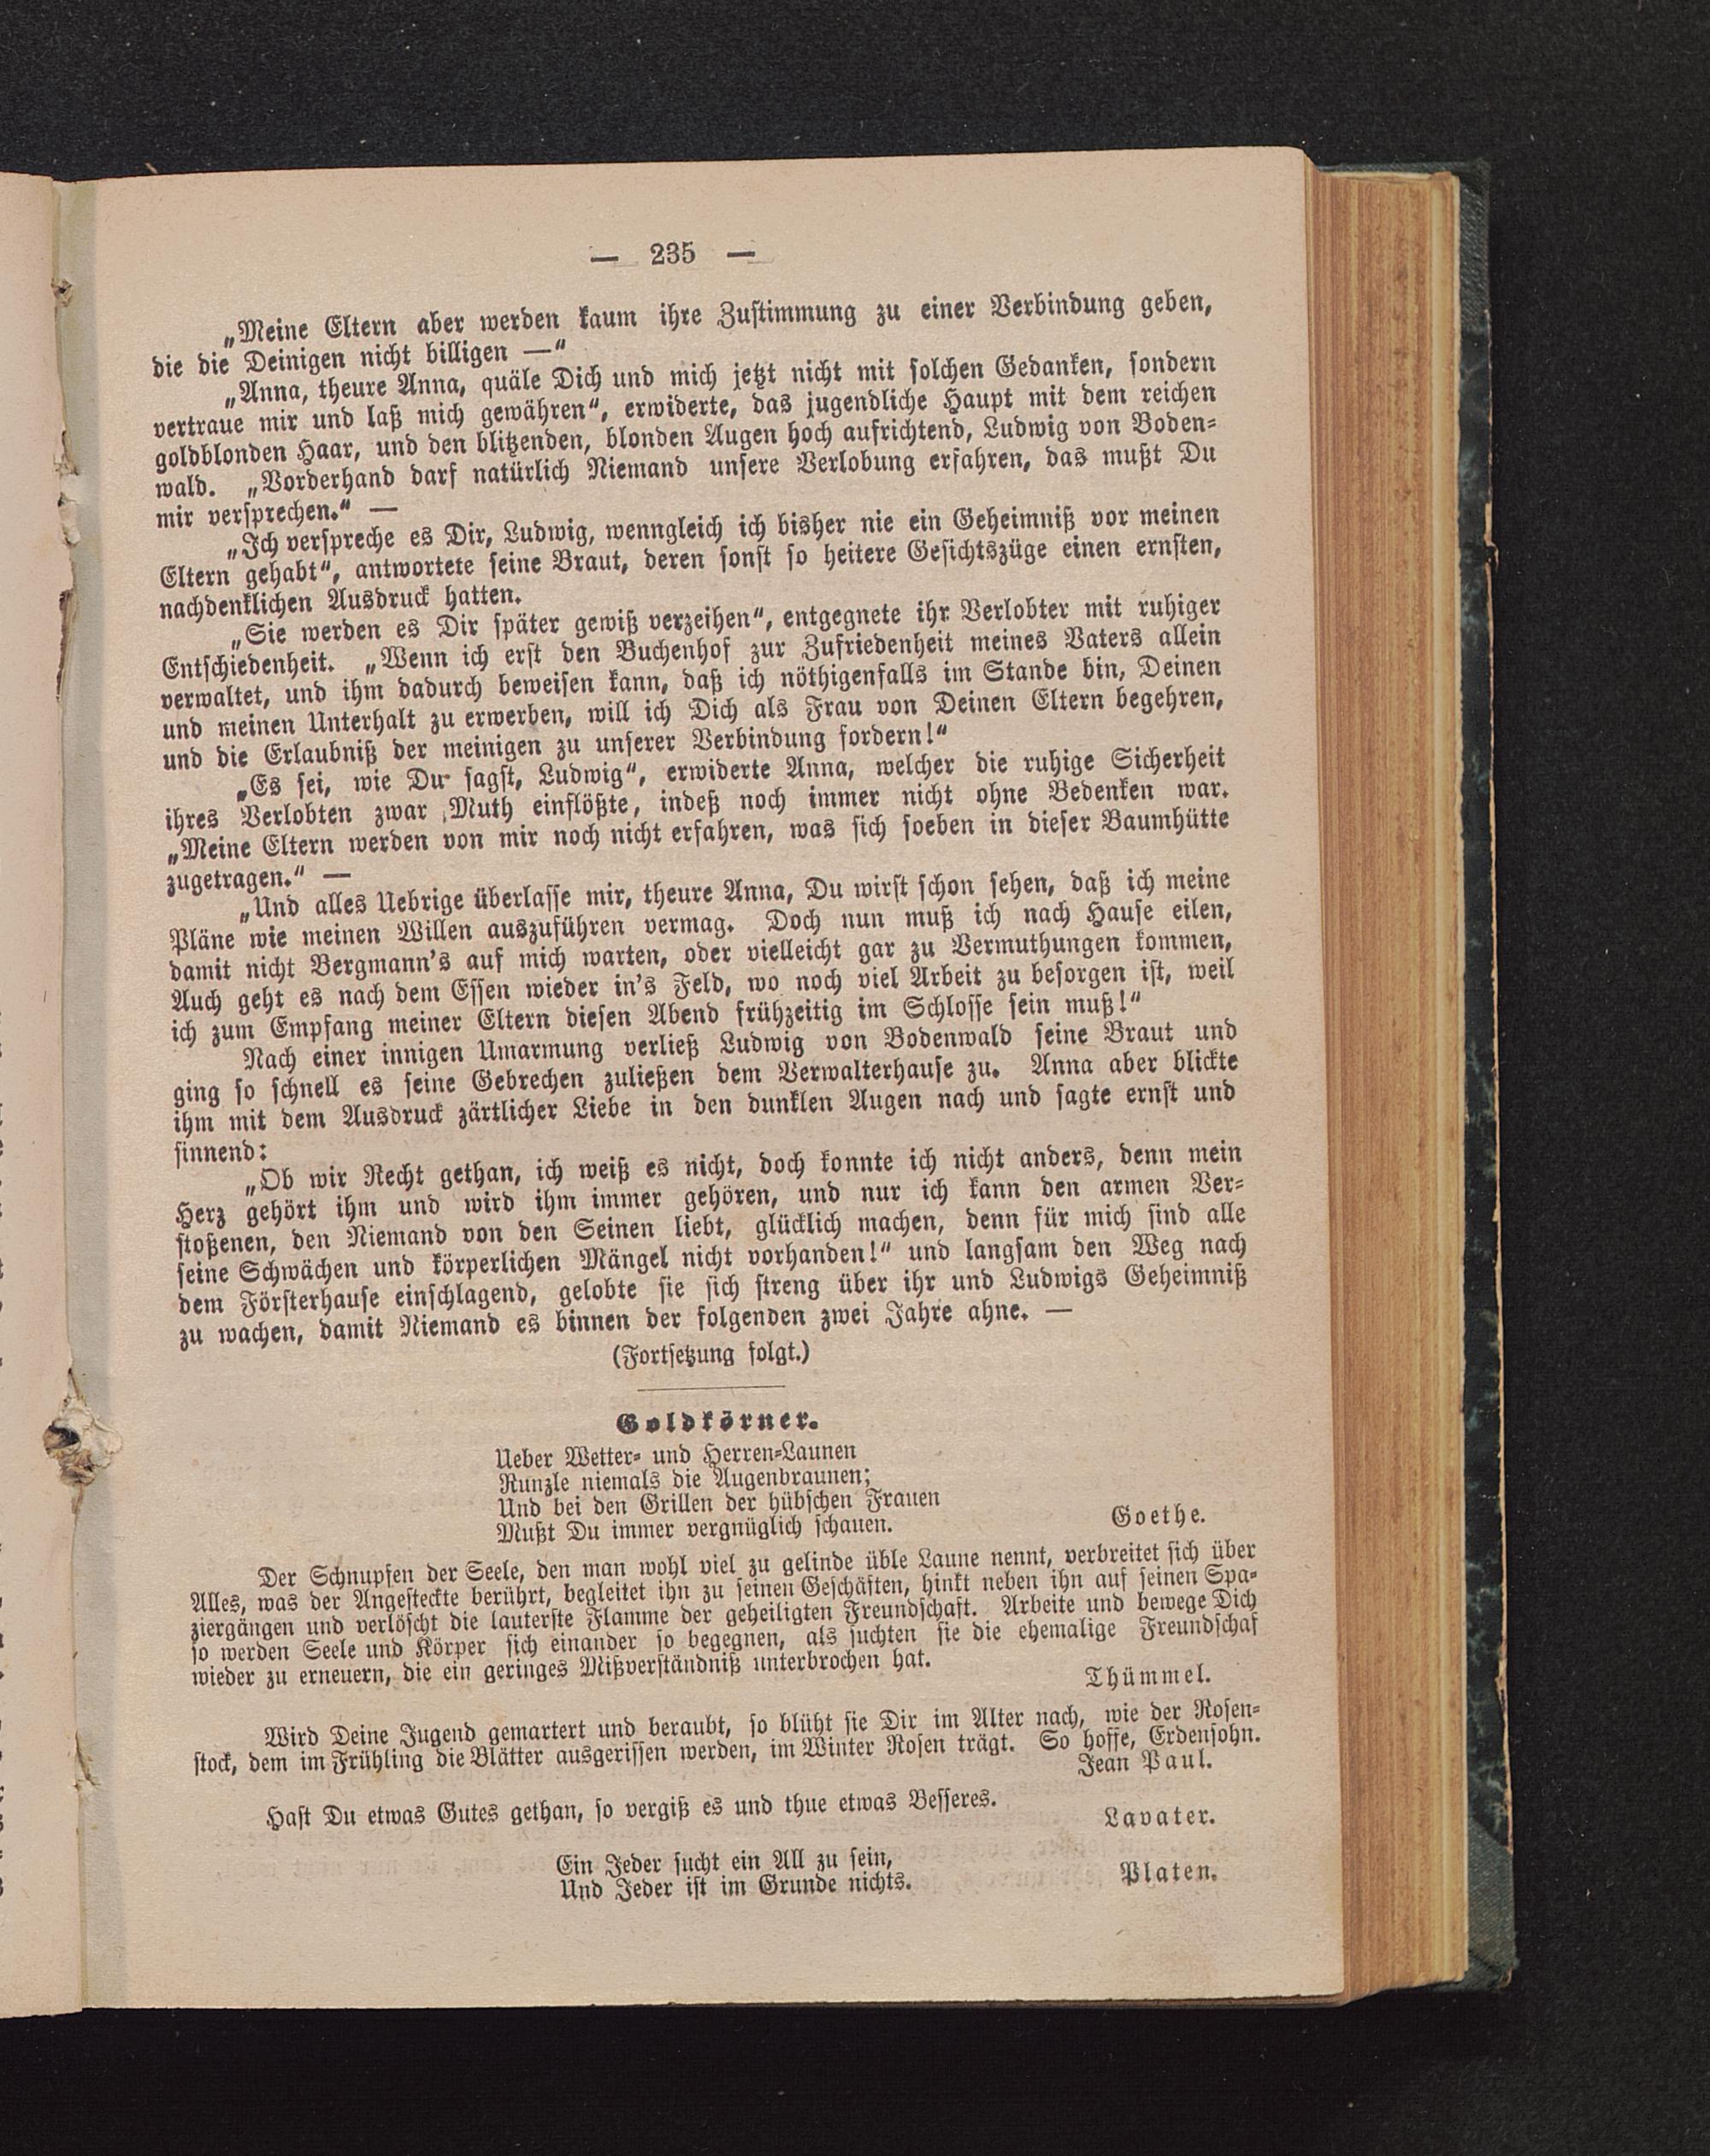 — 235 —
„Meine Eltern aber werden kaum ihre Zustimmung zu einer Verbindung geben,
die die Deinigen nicht billigen —“
„Anna, theure Anna, quäle Dich und mich jetzt nicht mit solchen Gedanken, sondern
vertraue mir und laß mich gewähren“, erwiderte, das jugendliche Haupt mit dem reichen
goldblonden Haar, und den blitzenden, blonden Augen hoch aufrichtend, Ludwig von Boden-
wald. „Vorderhand darf natürlich Niemand unsere Verlobung erfahren, das mußt Du
mir versprechen.“ —
„Ich verspreche es Dir, Ludwig, wenngleich ich bisher nie ein Geheimniß vor meinen
Eltern gehabt“, antwortete seine Braut, deren sonst so heitere Gesichtszüge einen ernsten,
nachdenklichen Ausdruck hatten.
„Sie werden es Dir später gewiß verzeihen“, entgegnete ihr Verlobter mit ruhiger
Entschiedenheit. „Wenn ich erst den Buchenhof zur Zufriedenheit meines Vaters allein
verwaltet, und ihm dadurch beweisen kann, daß ich nöthigenfalls im Stande bin, Deinen
und meinen Unterhalt zu erwerben, will ich Dich als Frau von Deinen Eltern begehren,
und die Erlaubniß der meinigen zu unserer Verbindung fordern!“
„Es sei, wie Du sagst, Ludwig“, erwiderte Anna, welcher die ruhige Sicherheit
ihres Verlobten zwar Muth einflößte, indeß noch immer nicht ohne Bedenken war.
„Meine Eltern werden von mir noch nicht erfahren, was sich soeben in dieser Baumhütte
zugetragen.“ —
„Und alles Uebrige überlasse mir, theure Anna, Du wirst schon sehen, daß ich meine
Pläne wie meinen Willen auszuführen vermag. Doch nun muß ich nach Hause eilen,
damit nicht Bergmann's auf mich warten, oder vielleicht gar zu Vermuthungen kommen,
Auch geht es nach dem Essen wieder in's Feld, wo noch viel Arbeit zu besorgen ist, weil
ich zum Empfang meiner Eltern diesen Abend frühzeitig im Schlosse sein muß!“
Nach einer innigen Umarmung verließ Ludwig von Bodenwald seine Braut und
ging so schnell es seine Gebrechen zuließen dem Verwalterhause zu. Anna aber blickte
ihm mit dem Ausdruck zärtlicher Liebe in den dunklen Augen nach und sagte ernst und
sinnend:
„Ob wir Recht gethan, ich weiß es nicht, doch konnte ich nicht anders, denn mein
Herz gehört ihm und wird ihm immer gehören, und nur ich kann den armen Ver-
stoßenen, den Niemand von den Seinen liebt, glücklich machen, denn für mich sind alle
seine Schwächen und körperlichen Mängel nicht vorhanden!“ und langsam den Weg nach
dem Försterhause einschlagend, gelobte sie sich streng über ihr und Ludwigs Geheimniß
zu wachen, damit Niemand es binnen der folgenden zwei Jahre ahne. —
(Fortsetzung folgt.)
Goldkörner.
Ueber Wetter- und Herren-Launen
Runzle niemals die Augenbraunen;
Und bei den Grillen der hübschen Frauen
Mußt Du immer vergnüglich schauen.
Goethe.
Der Schnupfen der Seele, den man wohl viel zu gelinde üble Laune nennt, verbreitet sich über
Alles, was der Angesteckte berührt, begleitet ihn zu seinen Geschäften, hinkt neben ihn auf seinen Spa-
ziergängen und verlöscht die lauterste Flamme der geheiligten Freundschaft. Arbeite und bewege Dich
so werden Seele und Körper sich einander so begegnen, als suchten sie die ehemalige Freundschaf
wieder zu erneuern, die ein geringes Mißverständniß unterbrochen hat.
Thümmel.
Wird Deine Jugend gemartert und beraubt, so blüht sie Dir im Alter nach, wie der Rosen-
stock, dem im Frühling die Blätter ausgerissen werden, im Winter Rosen trägt. So hoffe, Erdensohn.
Jean Paul.
Hast Du etwas Gutes gethan, so vergiß es und thue etwas Besseres.
Lavater.
Ein Jeder sucht ein All zu sein,
Und Jeder ist im Grunde nichts.
Platen.